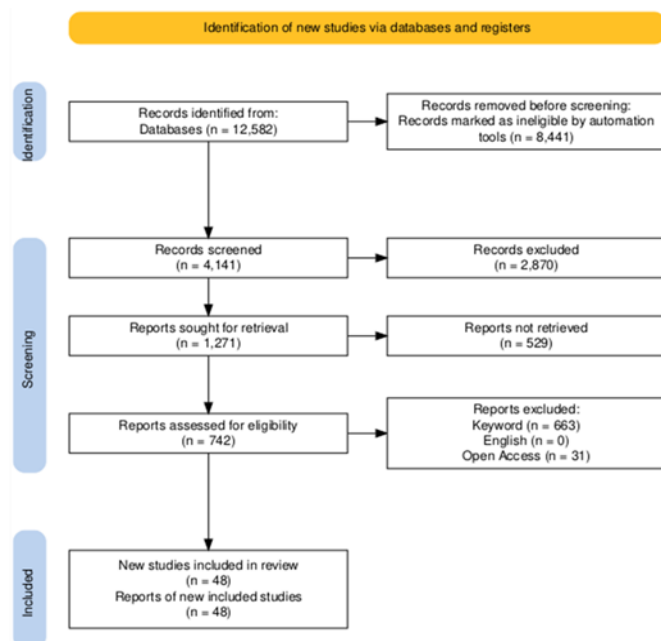 Identification of new studies via databases and registers
Identification
Records identified from:
Databases (n = 12,582)
Records removed before screening:
Records marked as ineligible by automation
tools (n = 8,441)
Screening
Records screened
(n = 4,141)
Records excluded
(n = 2,870)
Reports sought for retrieval
(n = 1,271)
Reports not retrieved
(n = 529)
Reports assessed for eligibility
(n = 742)
Reports excluded:
Keyword (n = 663)
English (n = 0)
Open Access (n = 31)
Included
New studies included in review
(n = 48)
Reports of new included studies
(n = 48)